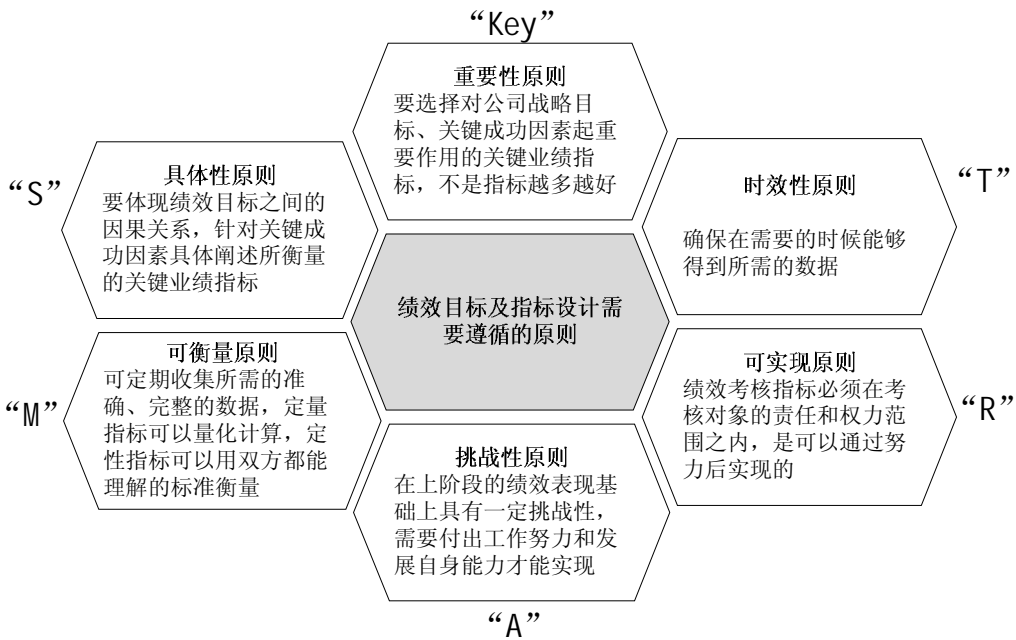 “Key”
重要性原则
要选择对公司战略目
标、关键成功因素起重
要作用的关键业绩指
标，不是指标越多越好
“S”
具体性原则
要体现绩效目标之间的
因果关系，针对关键成
功因素具体阐述所衡量
的关键业绩指标
时效性原则
确保在需要的时候能够
得到所需的数据
“T”
绩效目标及指标设计需
要遵循的原则
“M”
可衡量原则
可定期收集所需的准
确、完整的数据，定量
指标可以量化计算，定
性指标可以用双方都能
理解的标准衡量
可实现原则
绩效考核指标必须在考
核对象的责任和权力范
围之内，是可以通过努
力后实现的
“R”
挑战性原则
在上阶段的绩效表现基
础上具有一定挑战性，
需要付出工作努力和发
展自身能力才能实现
“A”